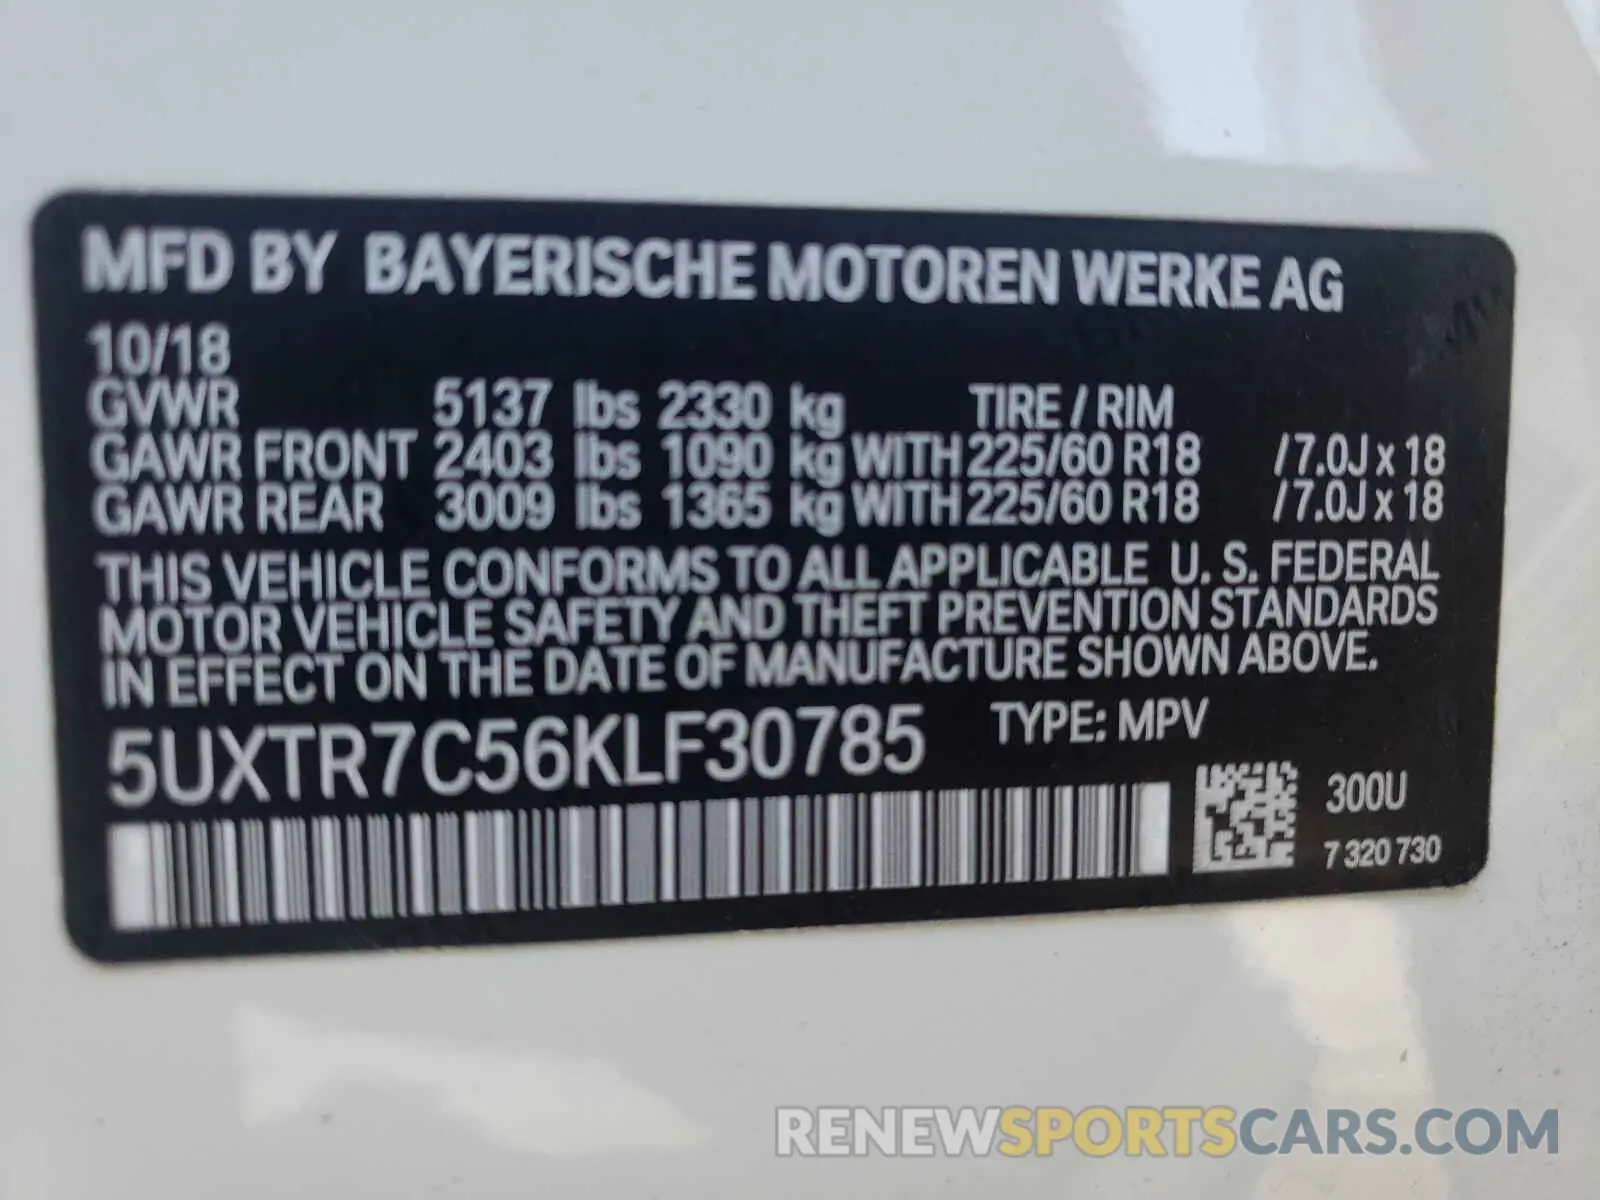 MFD BY BAYERISCHE MOTOREN WERKE AG
10/18
GVWR 5137 lbs 2330 kg TIRE / RIM
GAWR FRONT 2403 lbs 1090 kg WITH 225/60 R18 /7.0J x 18
GAWR REAR 3009 lbs 1365 kg WITH 225/60 R18 /7.0J x 18
THIS VEHICLE CONFORMS TO ALL APPLICABLE U. S. FEDERAL
MOTOR VEHICLE SAFETY AND THEFT PREVENTION STANDARDS
IN EFFECT ON THE DATE OF MANUFACTURE SHOWN ABOVE.
5UXTR7C56KLF30785 TYPE: MPV
300U
7 320 730
RENEWSPORTSCARS.COM